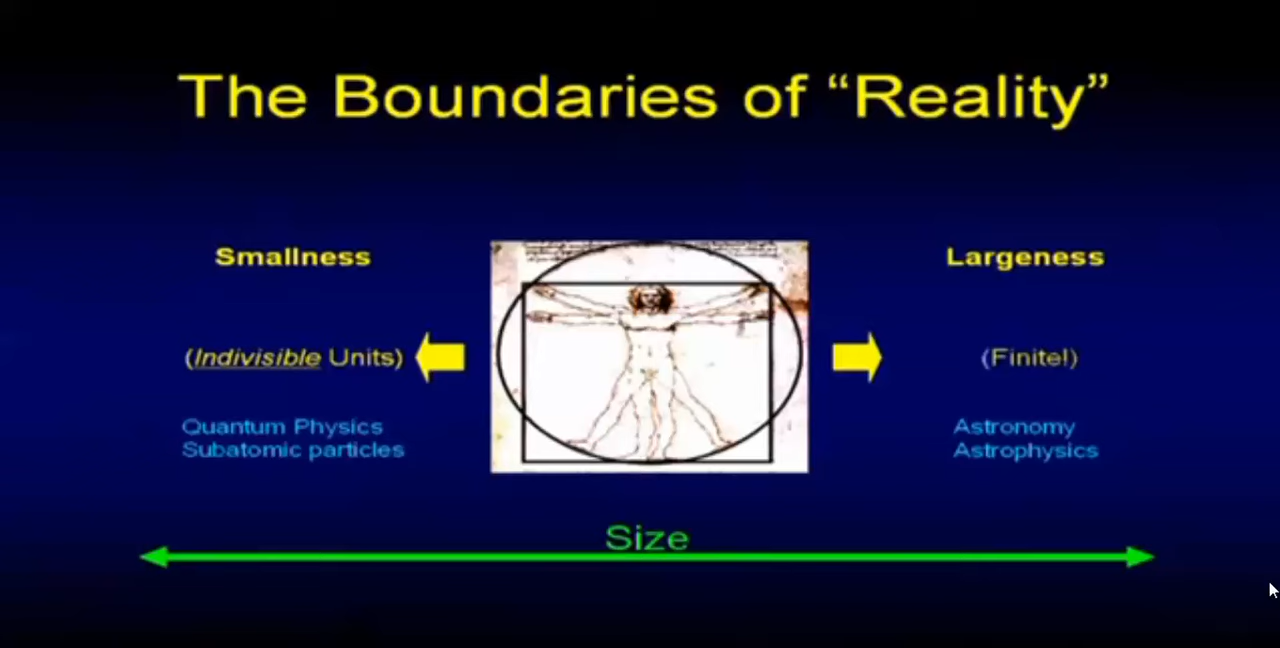 The Boundaries of “Reality”
Smallness
Largeness
(Indivisible Units)
(Finite!)
Quantum Physics
Subatomic particles
Astronomy
Astrophysics
Size